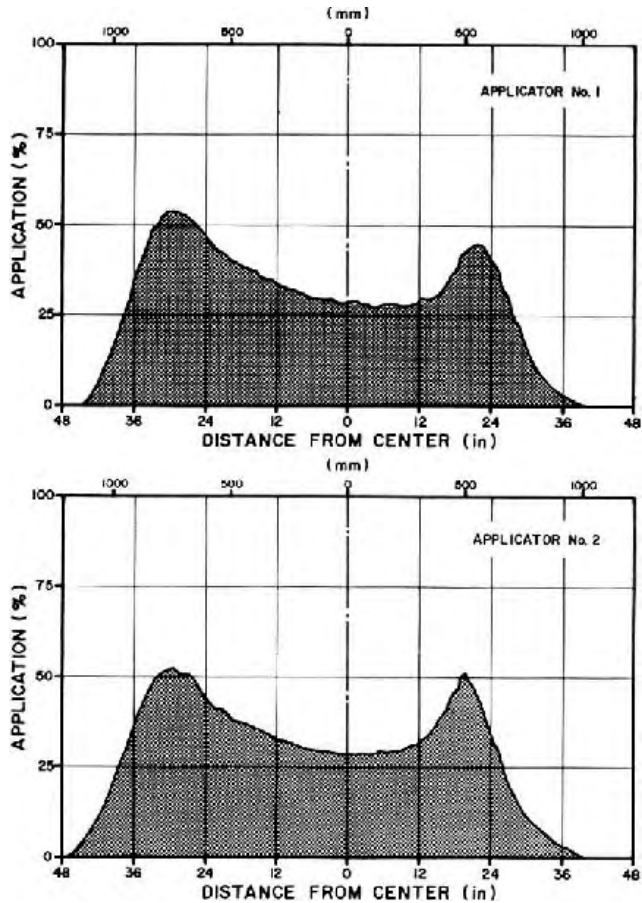 (mm)
1000 500 0 500 1000
100
75
50
25
0
APPLICATION (%)
APPLICATOR No. 1
48 36 24 12 0 12 24 36 48
DISTANCE FROM CENTER (in)
(mm)
1000 500 0 500 1000
100
75
50
25
0
APPLICATION (%)
APPLICATOR No. 2
48 36 24 12 0 12 24 36 48
DISTANCE FROM CENTER (in)